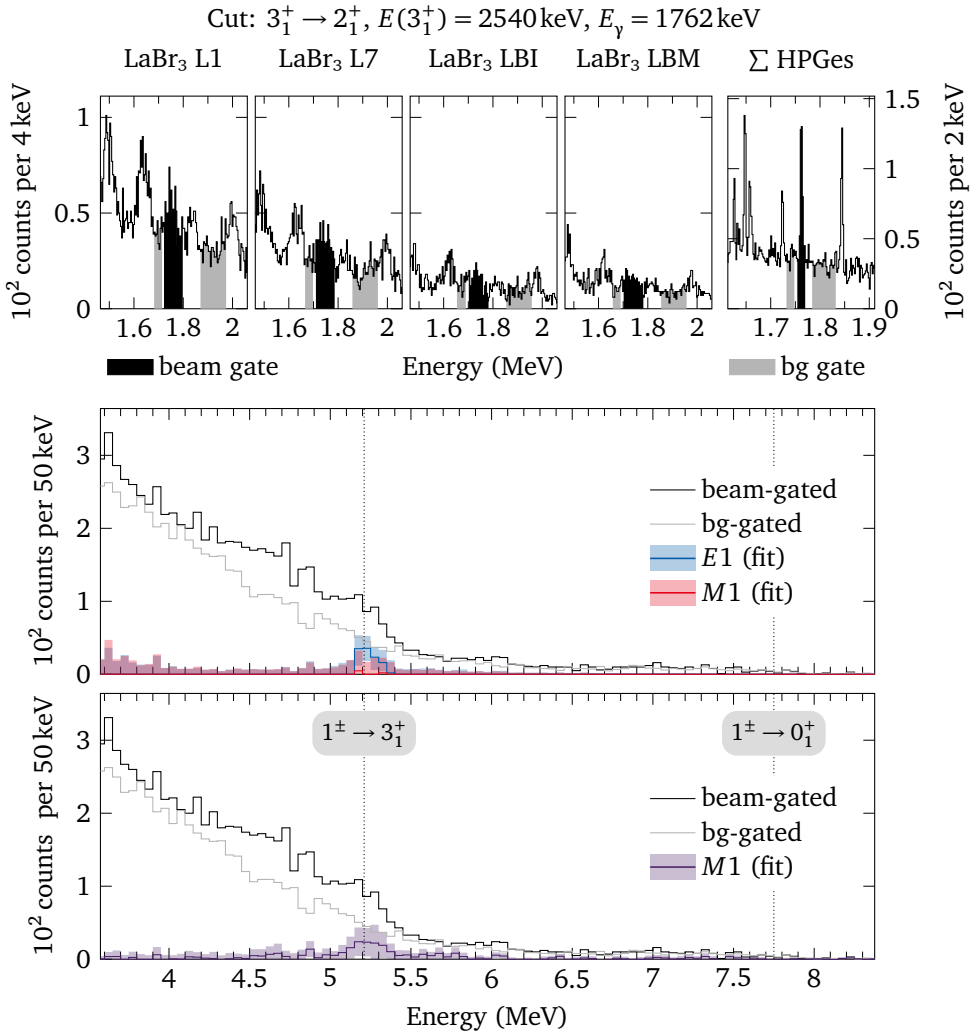 Cut: 3₁⁺ → 2₁⁺, E(3₁⁺) = 2540 keV, Eγ = 1762 keV
LaBr₃ L1 LaBr₃ L7 LaBr₃ LBI LaBr₃ LBM ∑ HPGes
10² counts per 4 keV
1
0.5
0
1.5
1
0.5
0
10² counts per 2 keV
1.6 1.8 2 1.6 1.8 2 1.6 1.8 2 1.6 1.8 2 1.7 1.8 1.9
beam gate Energy (MeV) bg gate
10² counts per 50 keV
3
2
1
0
beam-gated
bg-gated
E1 (fit)
M1 (fit)
10² counts per 50 keV
3
2
1
0
1± → 3₁⁺ 1± → 0₁⁺
beam-gated
bg-gated
M1 (fit)
4 4.5 5 5.5 6 6.5 7 7.5 8
Energy (MeV)